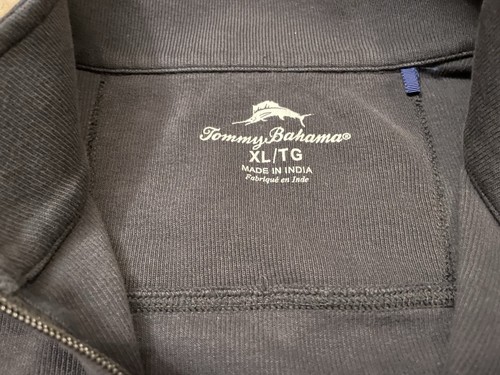 Tommy Bahama®
XL/TG
MADE IN INDIA
Fabriqué en Inde